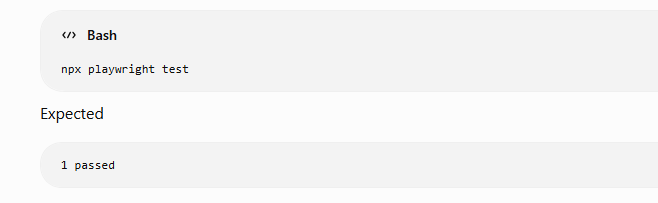 Bash
npx playwright test
Expected
1 passed